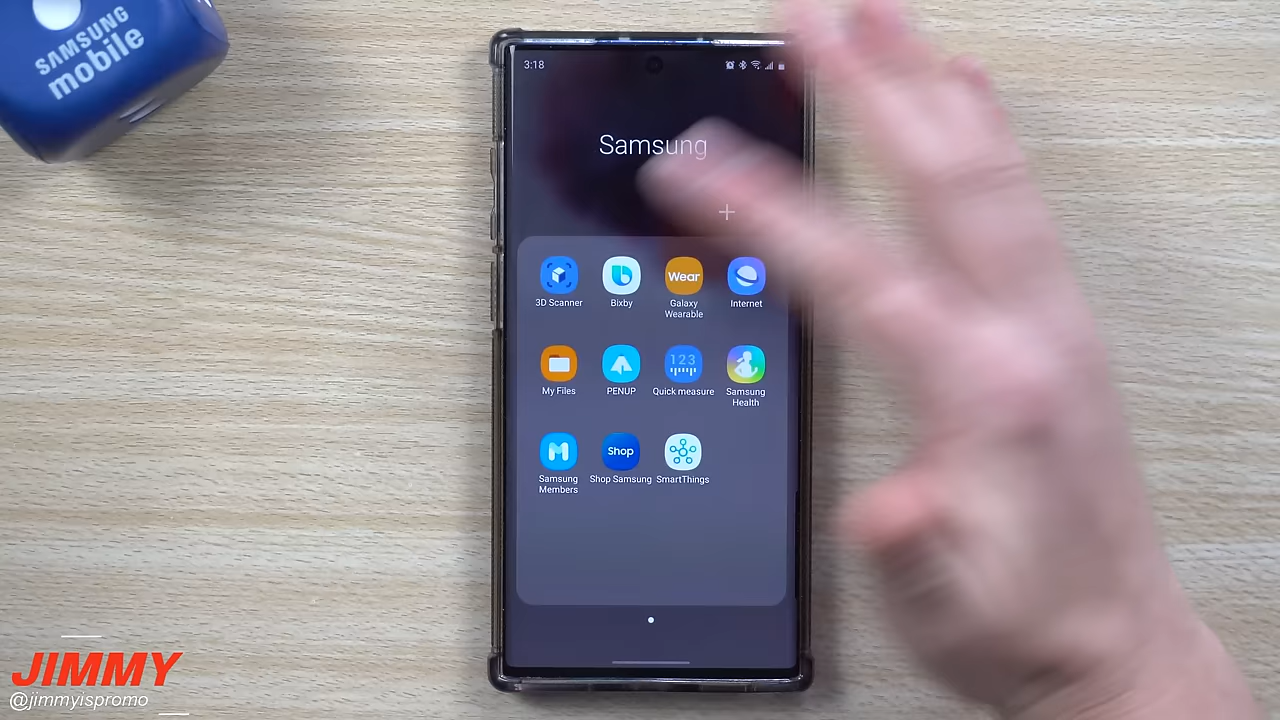 SAMSUNG
mobile
3:18
Samsung
3D Scanner
Bixby
Wear
Galaxy
Wearable
Internet
My Files
PENUP
123
Quick measure
Samsung
Health
Samsung
Members
Shop
Shop Samsung
SmartThings
JIMMY
@jimmyispromo